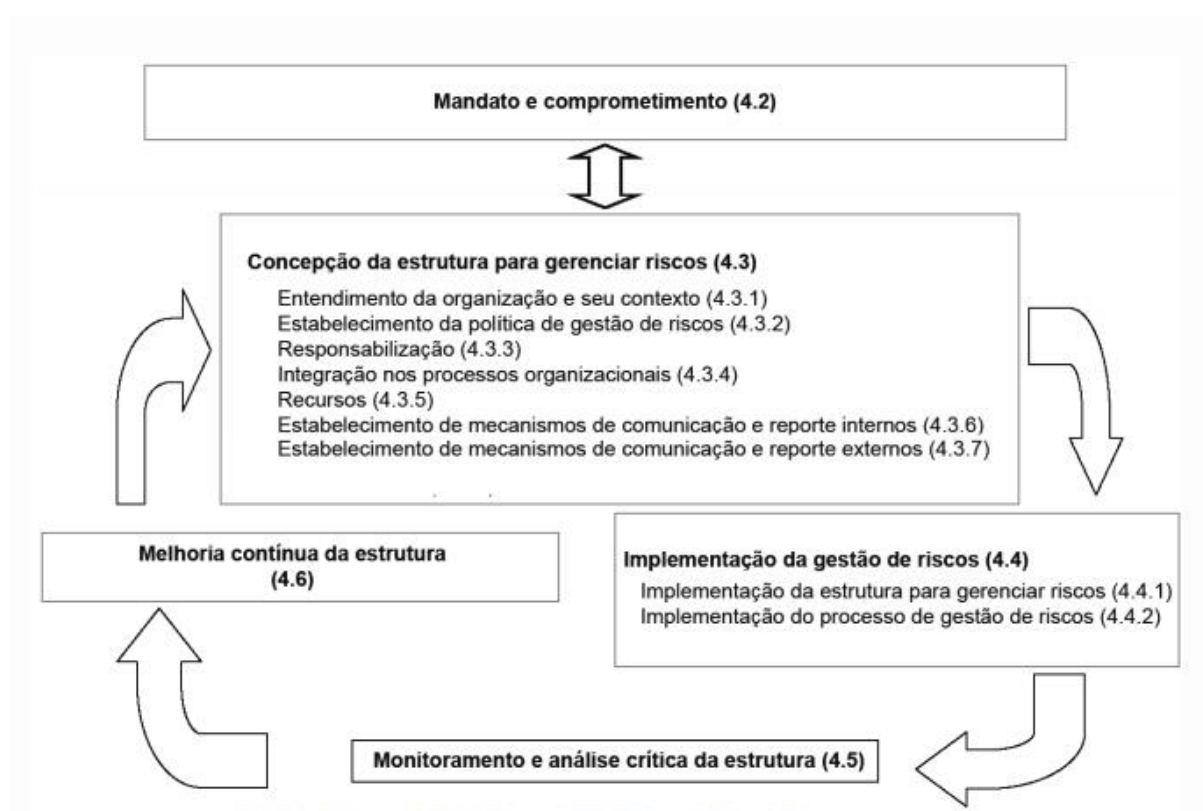 Mandato e comprometimento (4.2)
Concepção da estrutura para gerenciar riscos (4.3)
Entendimento da organização e seu contexto (4.3.1)
Estabelecimento da política de gestão de riscos (4.3.2)
Responsabilização (4.3.3)
Integração nos processos organizacionais (4.3.4)
Recursos (4.3.5)
Estabelecimento de mecanismos de comunicação e reporte internos (4.3.6)
Estabelecimento de mecanismos de comunicação e reporte externos (4.3.7)
Implementação da gestão de riscos (4.4)
Implementação da estrutura para gerenciar riscos (4.4.1)
Implementação do processo de gestão de riscos (4.4.2)
Monitoramento e análise crítica da estrutura (4.5)
Melhoria contínua da estrutura
(4.6)